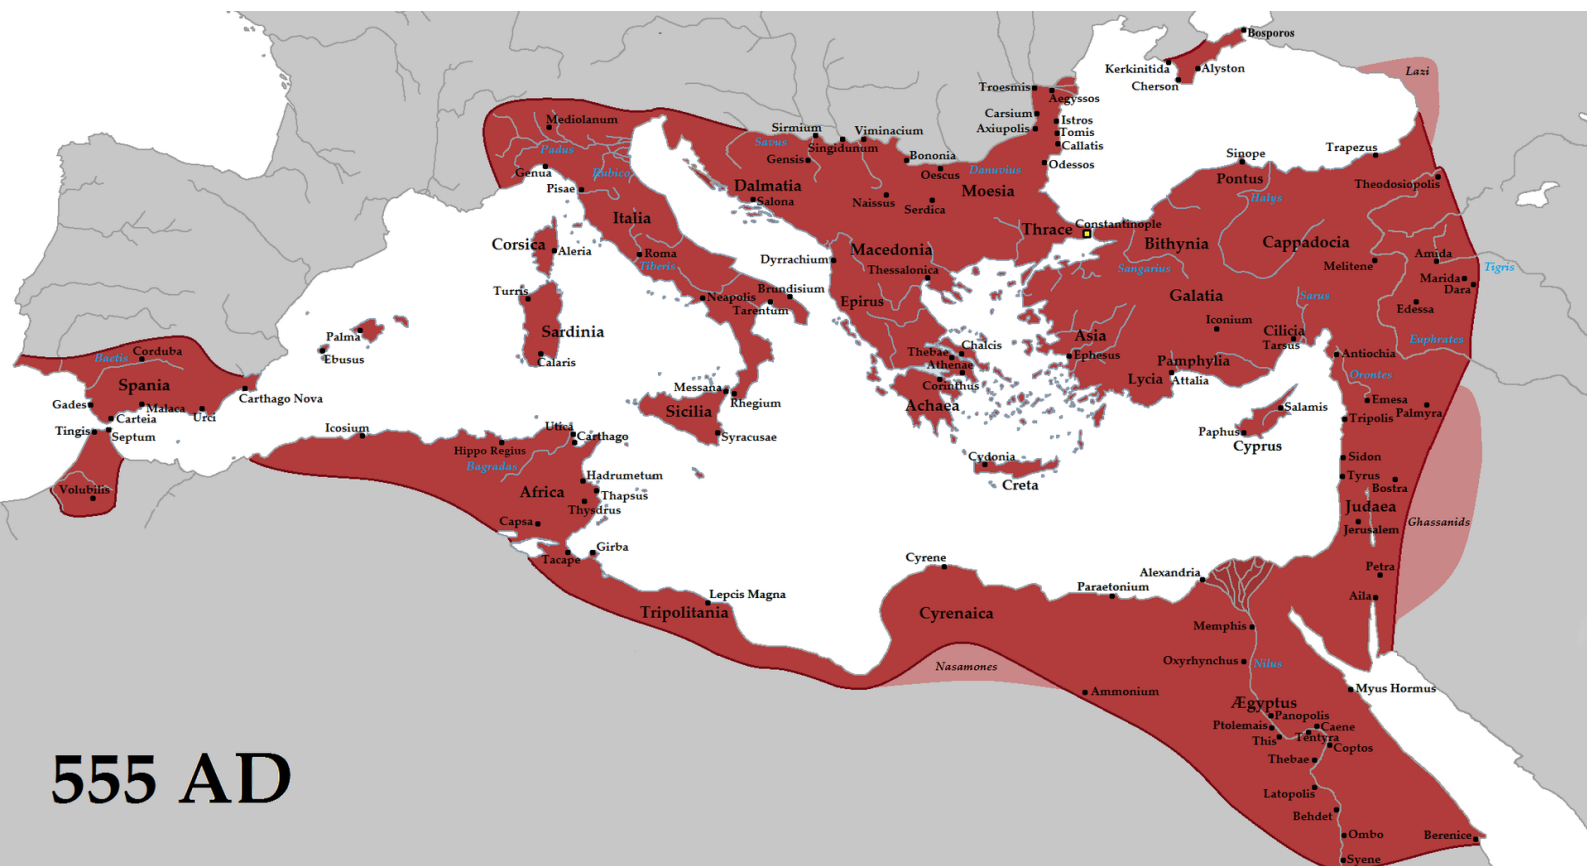 Bosporos
Kerkinitida
Alyston
Cherson
Lazi
Troesmis
Aegyssos
Carsium
Istros
Axiupolis
Tomis
Callatis
Odessos
Mediolanum
Padus
Rubico
Genua
Pisae
Sirmium
Viminacium
Savus
Singidunum
Gensis
Bononia
Oescus
Danuvius
Dalmatia
Salona
Moesia
Naissus
Serdica
Sinope
Trapezus
Pontus
Theodosiopolis
Halys
Italia
Corsica
Aleria
Roma
Tiberis
Thrace
Constantinople
Bithynia
Cappadocia
Macedonia
Dyrrachium
Thessalonica
Sangarius
Melitene
Amida
Tigris
Marida
Dara
Turris
Neapolis
Brundisium
Tarentum
Epirus
Galatia
Sarus
Edessa
Sardinia
Calaris
Iconium
Asia
Cilicia
Tarsus
Euphrates
Palma
Ebusus
Chalcis
Thebae
Athenae
Ephesus
Pamphylia
Antiochia
Corinthus
Lycia
Attalia
Orontes
Corduba
Baetis
Spania
Carthago Nova
Gades
Malaca
Urci
Carteia
Tingis
Septum
Messana
Rhegium
Sicilia
Syracusae
Achaea
Salamis
Emesa
Palmyra
Tripolis
Paphus
Cyprus
Icosium
Utica
Carthago
Hippo Regius
Bagradas
Cydonia
Creta
Sidon
Tyrus
Bostra
Volubilis
Hadrumetum
Africa
Thapsus
Thysdrus
Capsa
Judaea
Jerusalem
Ghassanids
Girba
Tacape
Cyrene
Alexandria
Paraetonium
Petra
Aila
Lepcis Magna
Tripolitania
Cyrenaica
Memphis
Nasamones
Oxyrhynchus
Nilus
Ammonium
Myus Hormus
Ægyptus
Panopolis
Ptolemais
Caene
This
Tentyra
Coptos
Thebae
555 AD
Latopolis
Behdet
Ombo
Berenice
Syene